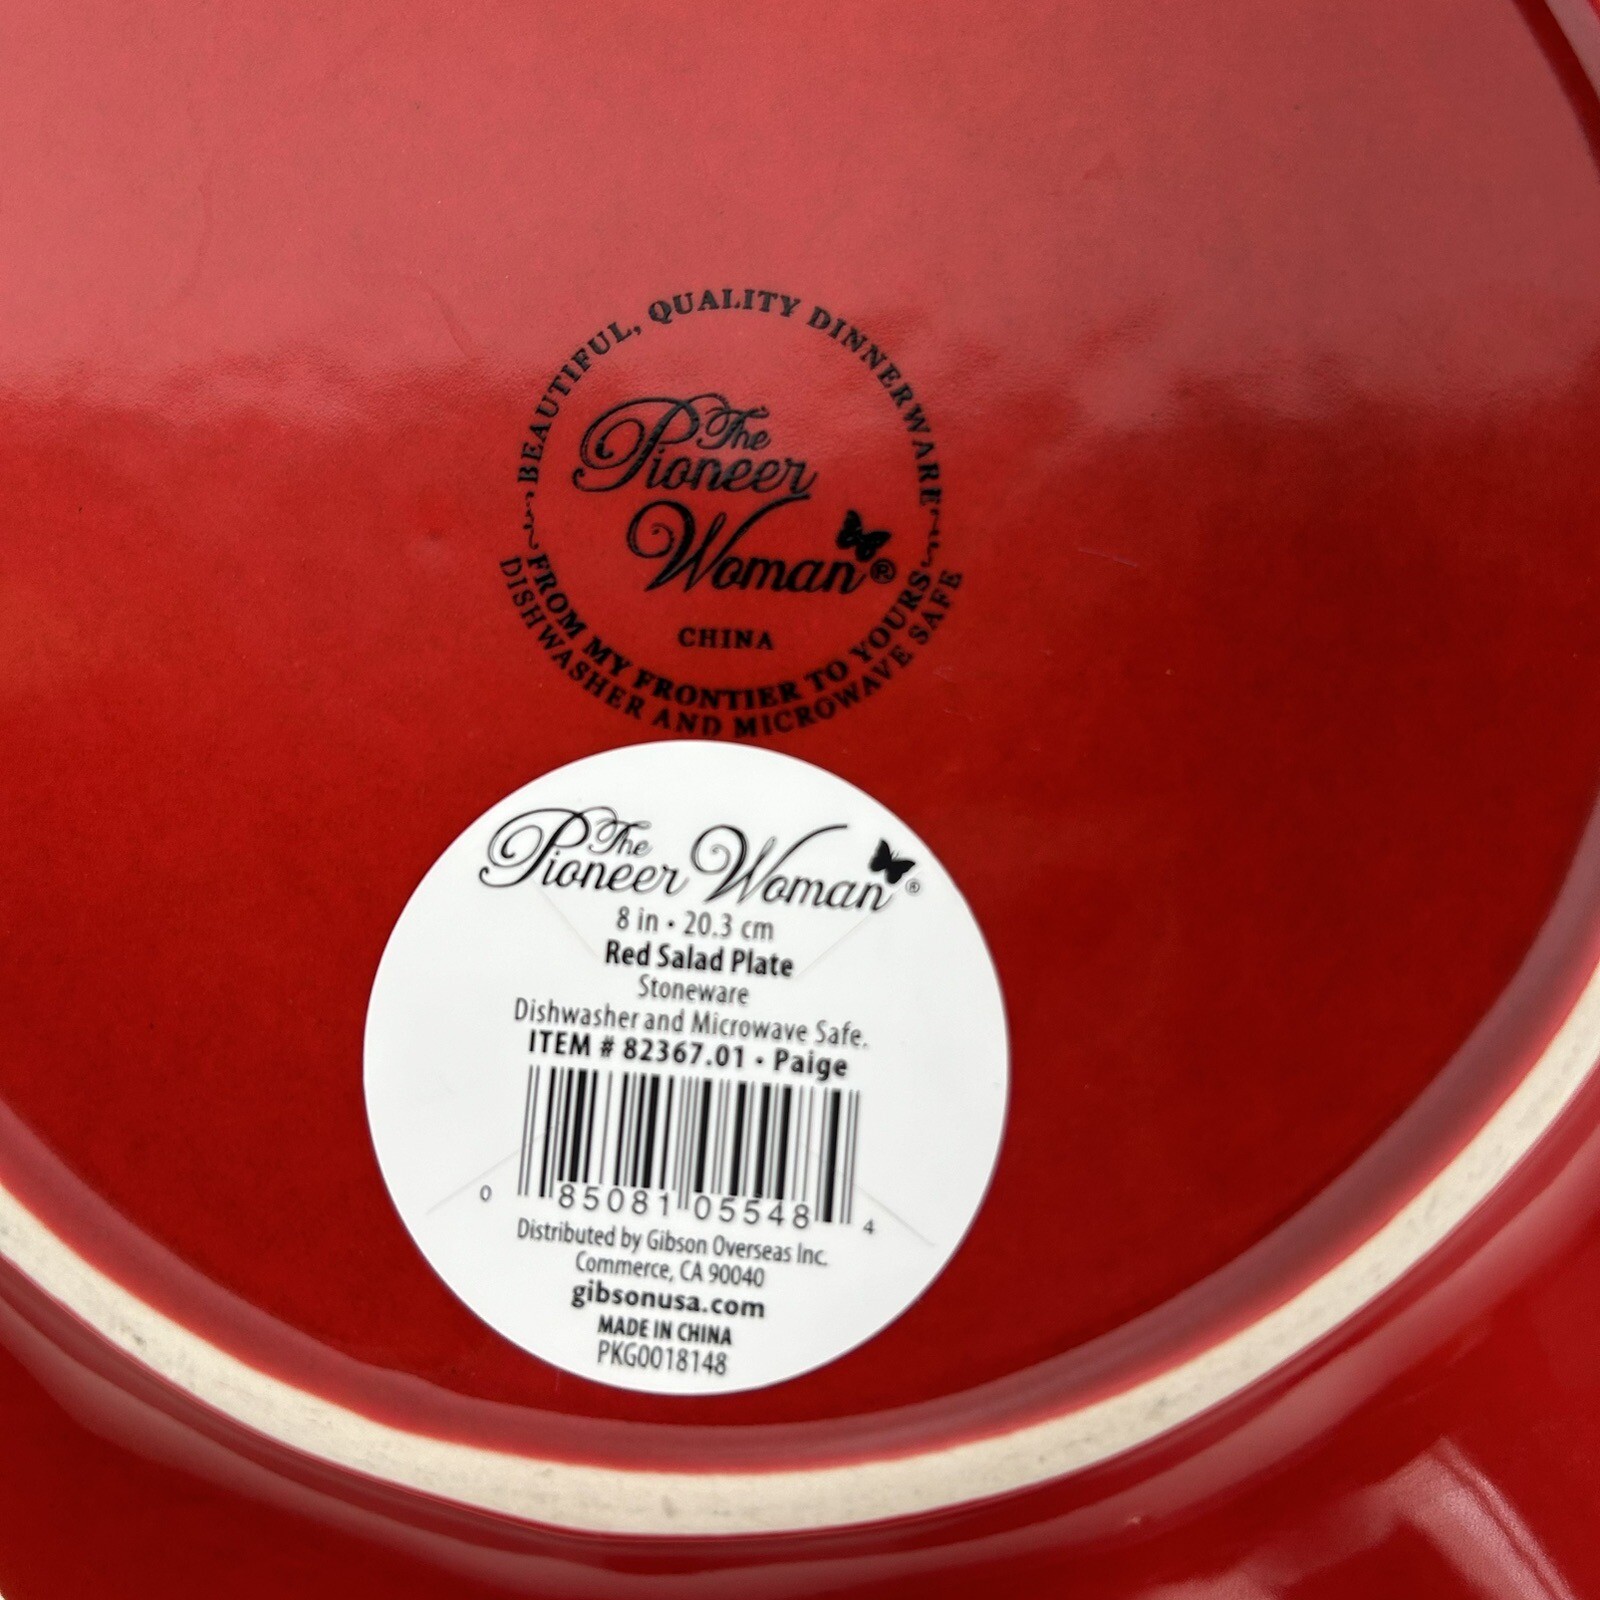 BEAUTIFUL, QUALITY DINNERWARE
The
Pioneer
Woman®
CHINA
FROM MY FRONTIER TO YOURS
DISHWASHER AND MICROWAVE SAFE
The Pioneer Woman®
8 in • 20.3 cm
Red Salad Plate
Stoneware
Dishwasher and Microwave Safe.
ITEM # 82367.01 • Paige
0 85081 05548 4
Distributed by Gibson Overseas Inc.
Commerce, CA 90040
gibsonusa.com
MADE IN CHINA
PKG0018148